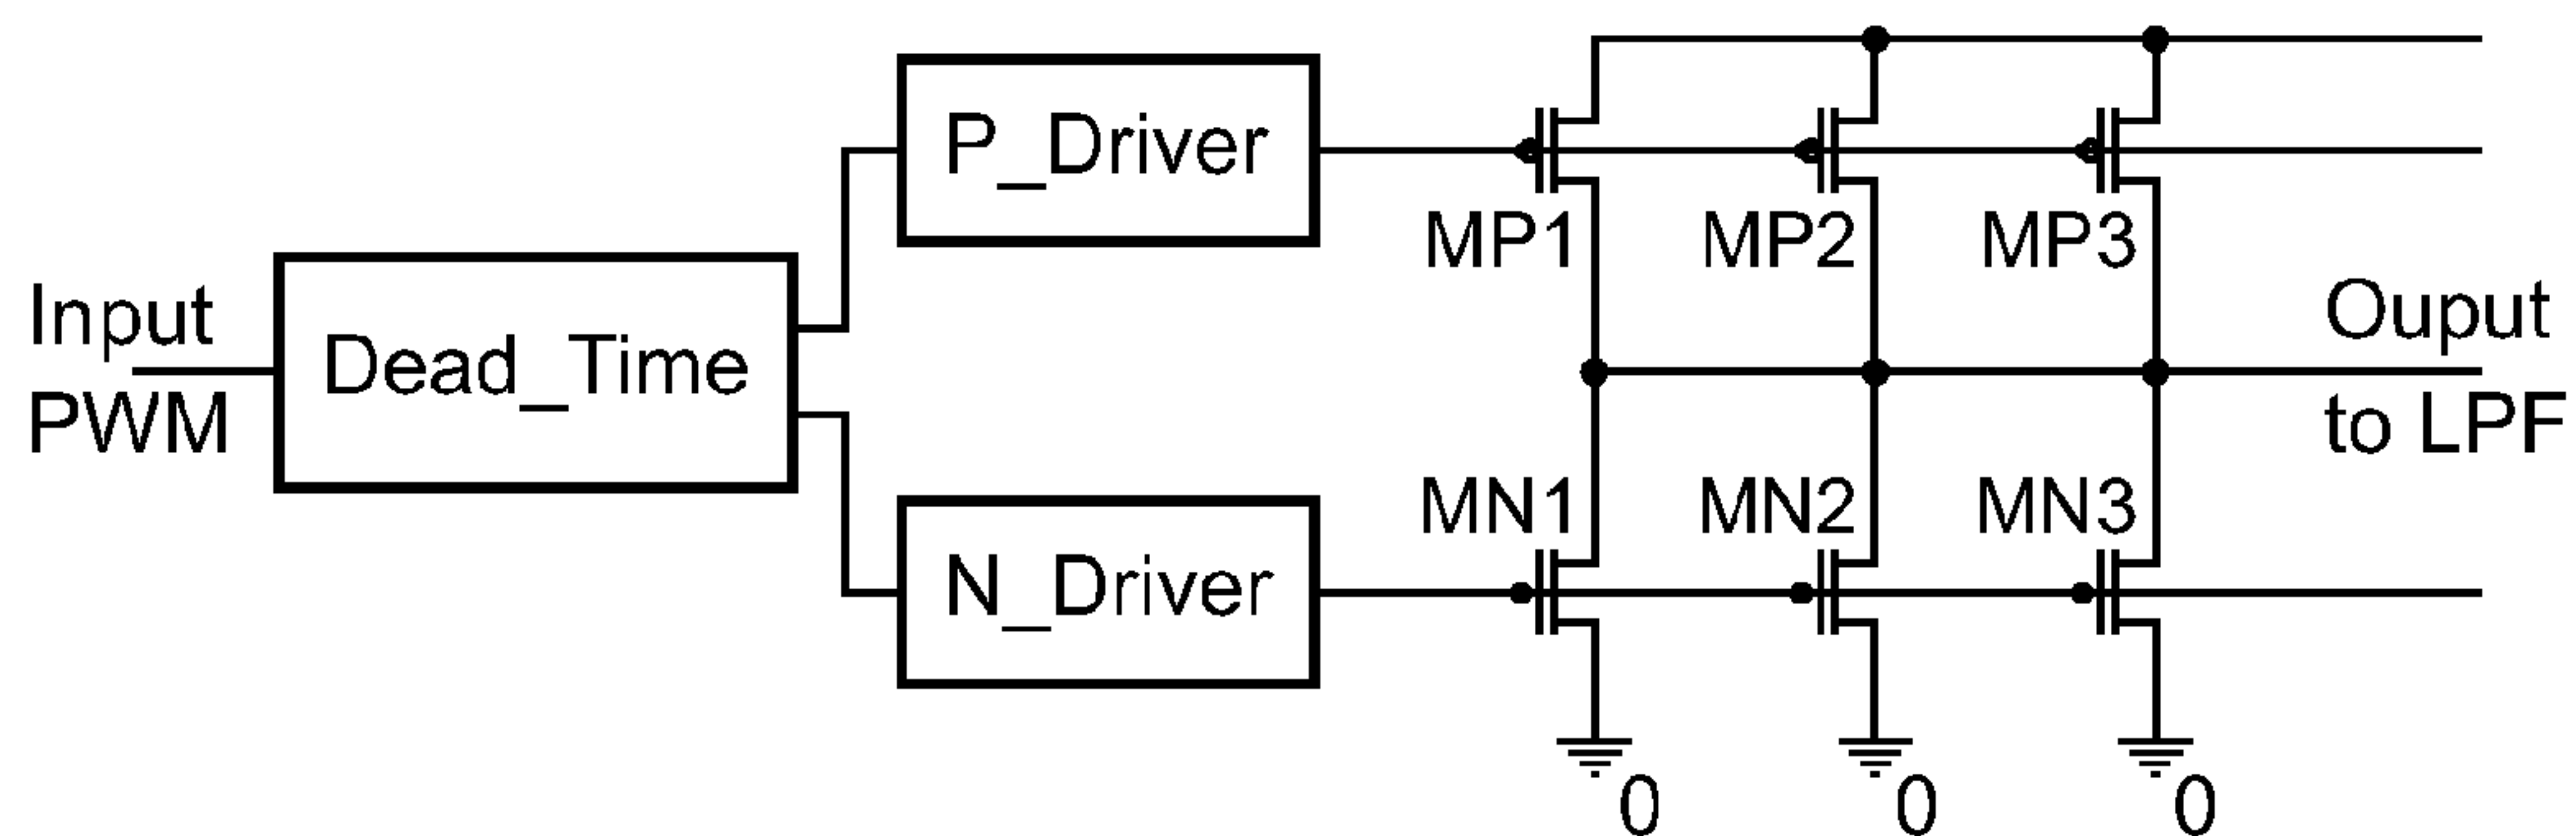 P_Driver
MP1 MP2 MP3
Input
PWM
Dead_Time
Ouput
to LPF
MN1 MN2 MN3
N_Driver
0 0 0